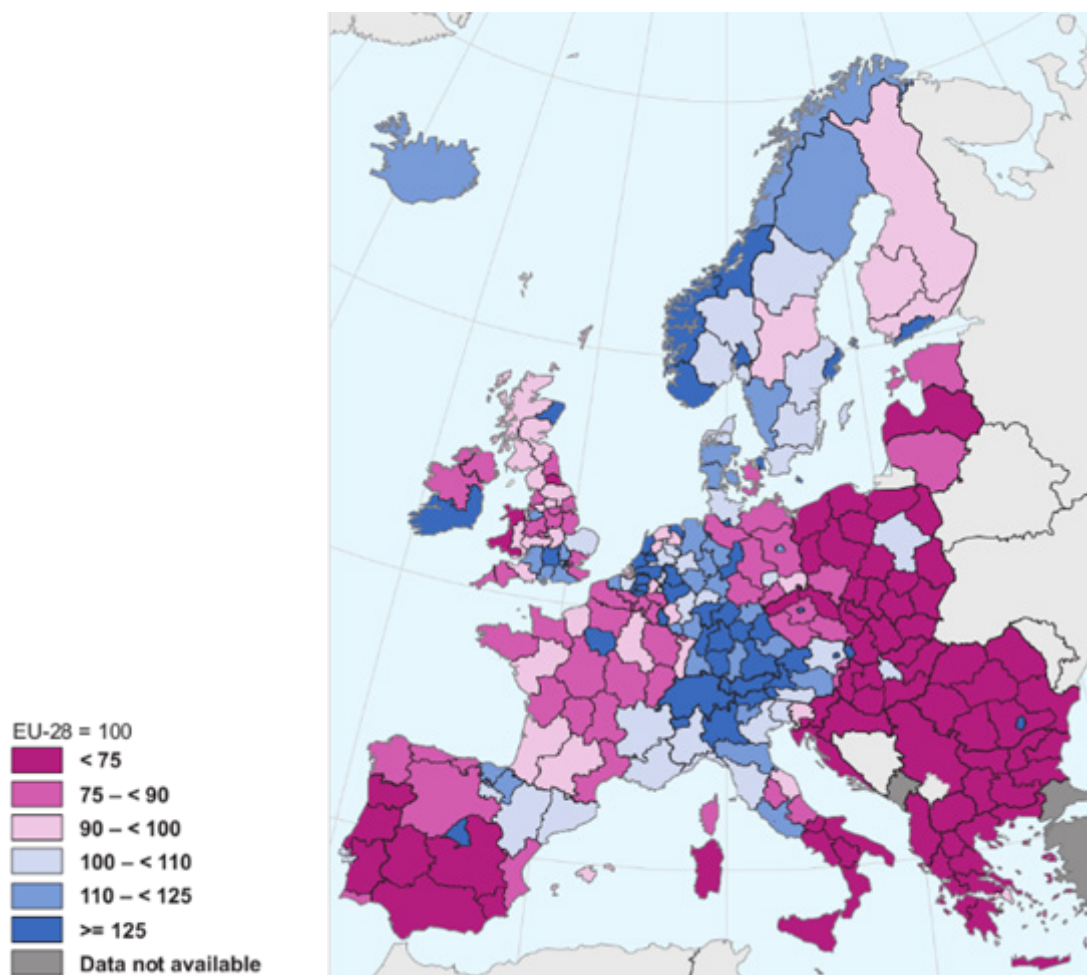 EU-28 = 100
< 75
75 – < 90
90 – < 100
100 – < 110
110 – < 125
>= 125
Data not available